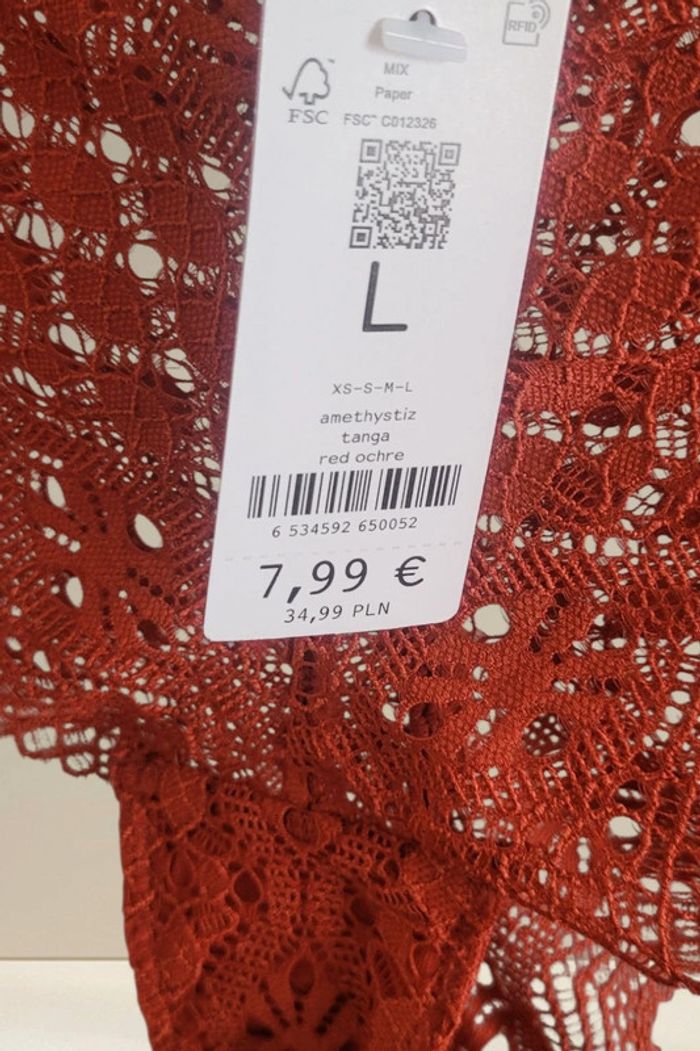 RFID
MIX
Paper
FSC™ C012326
FSC
L
XS-S-M-L
amethystiz
tanga
red ochre
6 534592 650052
7,99 €
34,99 PLN